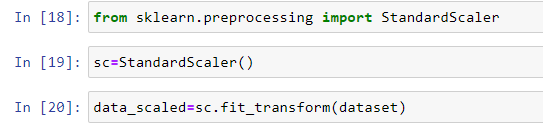 In [18]: from sklearn.preprocessing import StandardScaler
In [19]: sc=StandardScaler()
In [20]: data_scaled=sc.fit_transform(dataset)